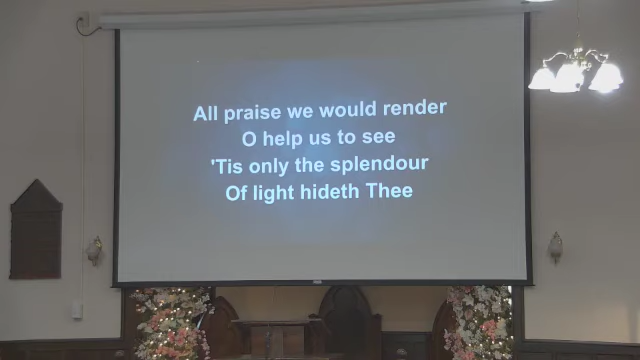 All praise we would render
O help us to see
'Tis only the splendour
Of light hideth Thee